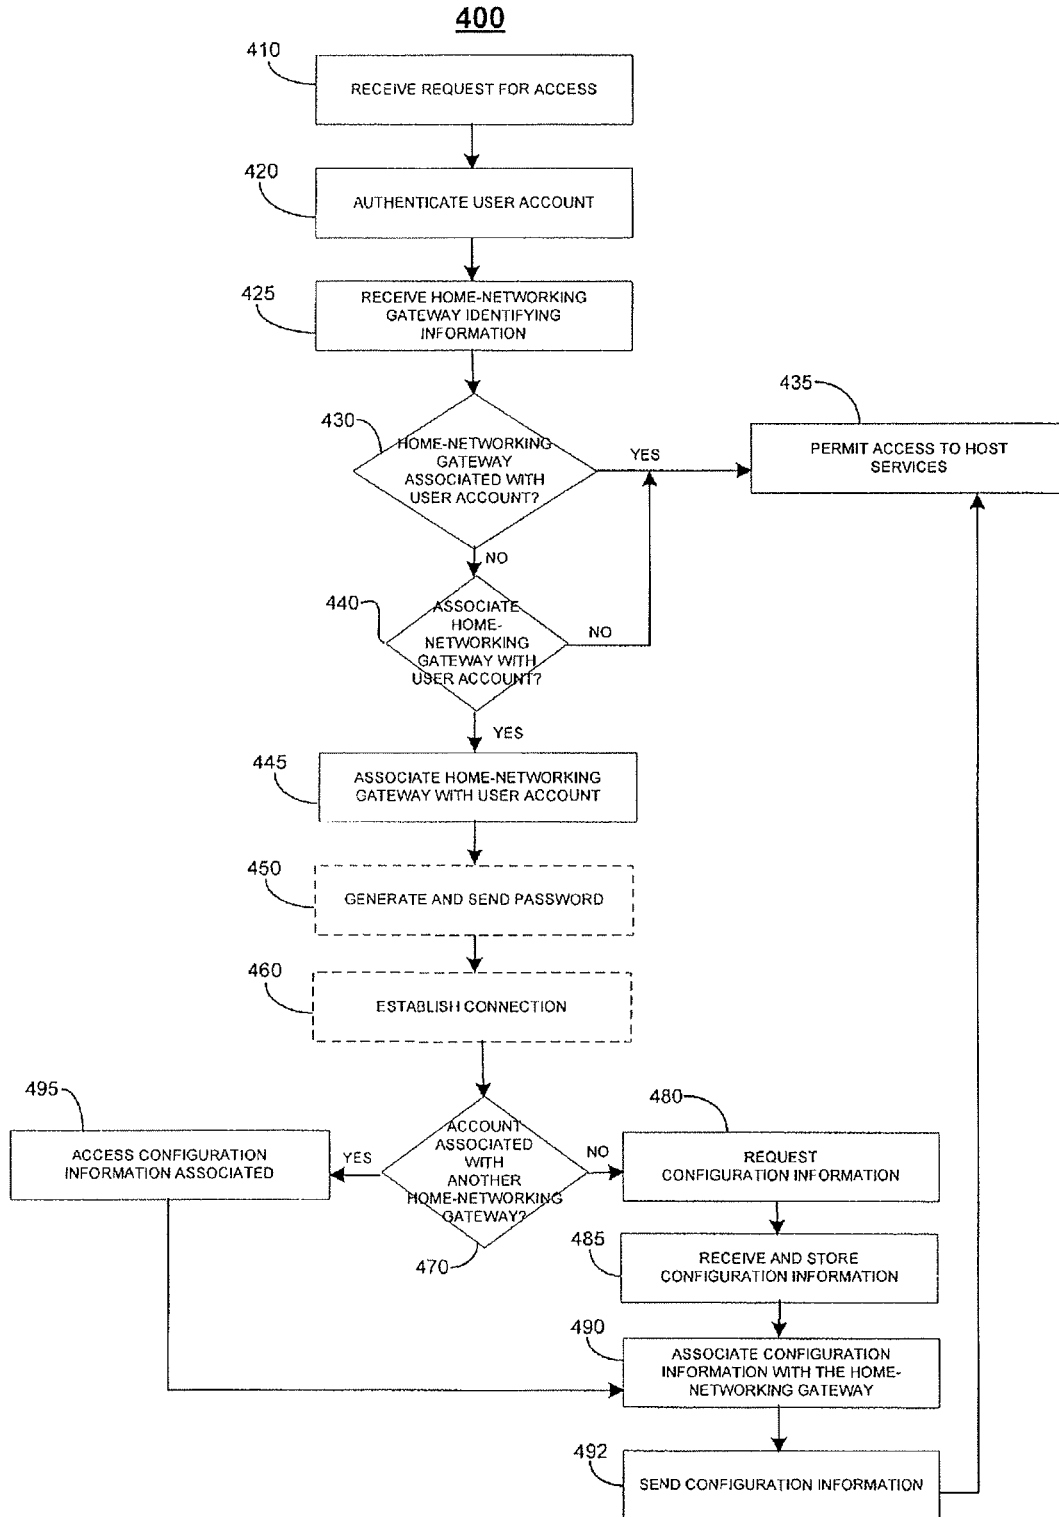 400
410
RECEIVE REQUEST FOR ACCESS
420
AUTHENTICATE USER ACCOUNT
425
RECEIVE HOME-NETWORKING
GATEWAY IDENTIFYING
INFORMATION
430
HOME-NETWORKING
GATEWAY
ASSOCIATED WITH
USER ACCOUNT?
YES
435
PERMIT ACCESS TO HOST
SERVICES
NO
440
ASSOCIATE
HOME-
NETWORKING
GATEWAY WITH
USER ACCOUNT?
NO
YES
445
ASSOCIATE HOME-NETWORKING
GATEWAY WITH USER ACCOUNT
450
GENERATE AND SEND PASSWORD
460
ESTABLISH CONNECTION
470
ACCOUNT
ASSOCIATED
WITH
ANOTHER
HOME-NETWORKING
GATEWAY?
YES
495
ACCESS CONFIGURATION
INFORMATION ASSOCIATED
NO
480
REQUEST
CONFIGURATION INFORMATION
485
RECEIVE AND STORE
CONFIGURATION INFORMATION
490
ASSOCIATE CONFIGURATION
INFORMATION WITH THE HOME-
NETWORKING GATEWAY
492
SEND CONFIGURATION INFORMATION